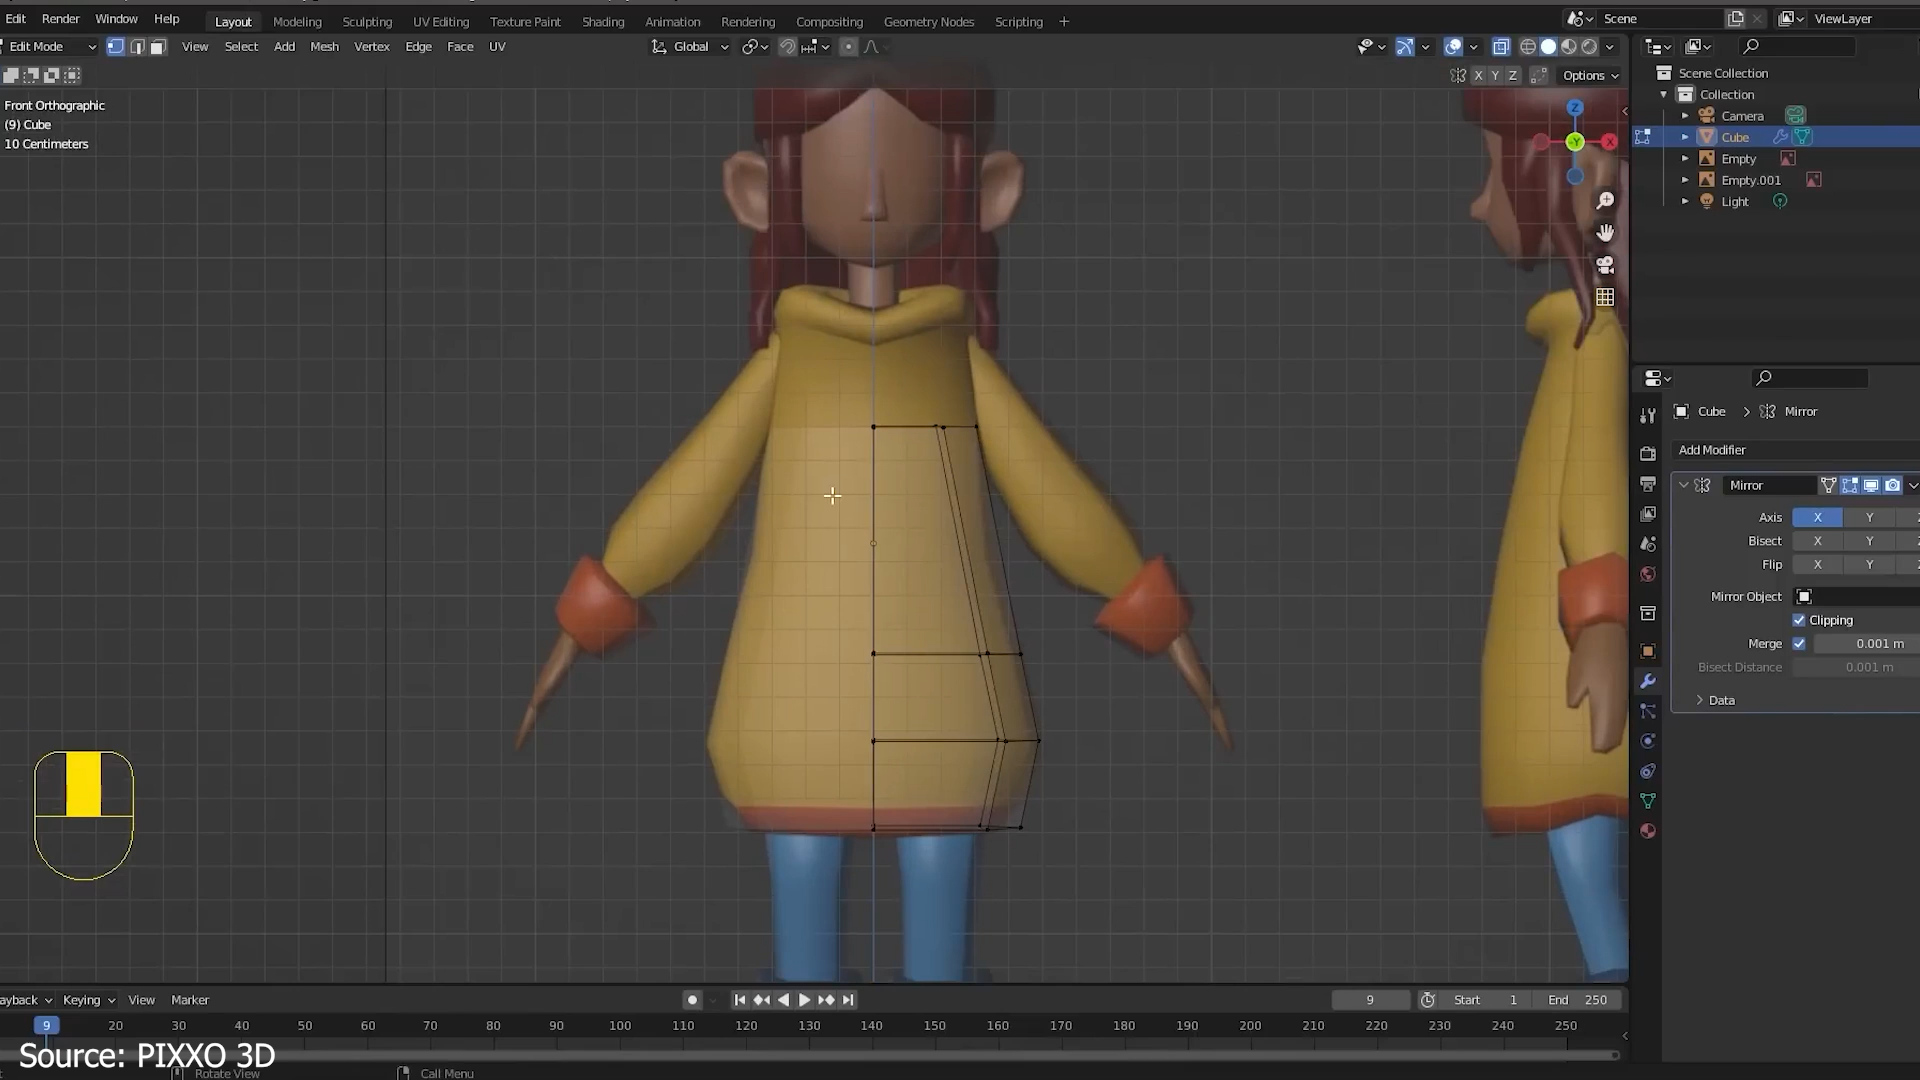 Edit Render Window Help Layout Modeling Sculpting UV Editing Texture Paint Shading Animation Rendering Compositing Geometry Nodes Scripting + Scene ViewLayer
Edit Mode View Select Add Mesh Vertex Edge Face UV Global
X Y Z Options
Front Orthographic
(9) Cube
10 Centimeters
Z
Y
X
Scene Collection
Collection
Camera
Cube
Empty
Empty.001
Light
Cube > Mirror
Add Modifier
Mirror
Axis X Y
Bisect X Y
Flip X Y
Mirror Object
Clipping
Merge 0.001 m
Bisect Distance 0.001 m
> Data
ayback Keying View Marker 9 Start 1 End 250
9 20 30 40 50 60 70 80 90 100 110 120 130 140 150 160 170 180 190 200 210 220 230 240 250
Source: PIXXO 3D
Rotate View Call Menu